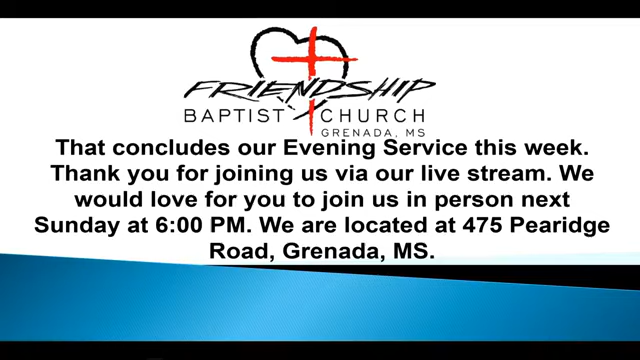 FRIENDSHIP
BAPTIST CHURCH
GRENADA, MS
That concludes our Evening Service this week.
Thank you for joining us via our live stream. We
would love for you to join us in person next
Sunday at 6:00 PM. We are located at 475 Pearidge
Road, Grenada, MS.